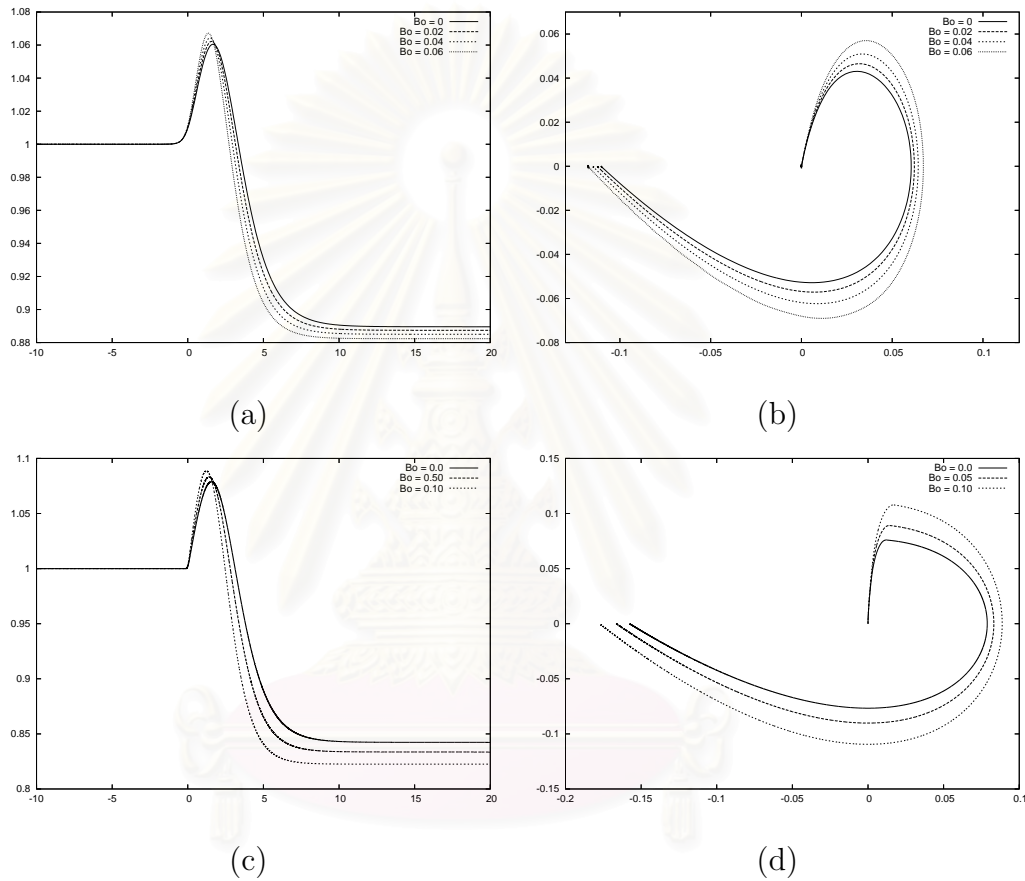 1.08
1.06
1.04
1.02
1
0.98
0.96
0.94
0.92
0.9
0.88
-10 -5 0 5 10 15 20
Bo = 0
Bo = 0.02
Bo = 0.04
Bo = 0.06
(a)
0.06
0.04
0.02
0
-0.02
-0.04
-0.06
-0.08
-0.1 -0.05 0 0.05 0.1
Bo = 0
Bo = 0.02
Bo = 0.04
Bo = 0.06
(b)
1.1
1.05
1
0.95
0.9
0.85
0.8
-10 -5 0 5 10 15 20
Bo = 0.0
Bo = 0.50
Bo = 0.10
(c)
0.15
0.1
0.05
0
-0.05
-0.1
-0.15
-0.2 -0.15 -0.1 -0.05 0 0.05 0.1
Bo = 0.0
Bo = 0.05
Bo = 0.10
(d)